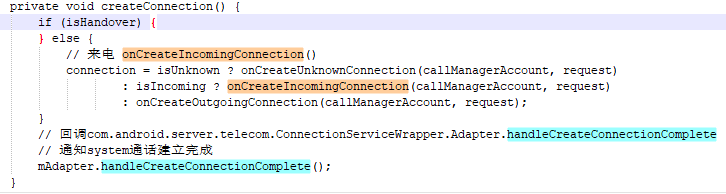 private void createConnection() {
    if (isHandover) {
    } else {
        // 来电 onCreateIncomingConnection()
        connection = isUnknown ? onCreateUnknownConnection(callManagerAccount, request)
                : isIncoming ? onCreateIncomingConnection(callManagerAccount, request)
                : onCreateOutgoingConnection(callManagerAccount, request);
    }
    // 回调com.android.server.telecom.ConnectionServiceWrapper.Adapter.handleCreateConnectionComplete
    // 通知system通话建立完成
    mAdapter.handleCreateConnectionComplete();
}